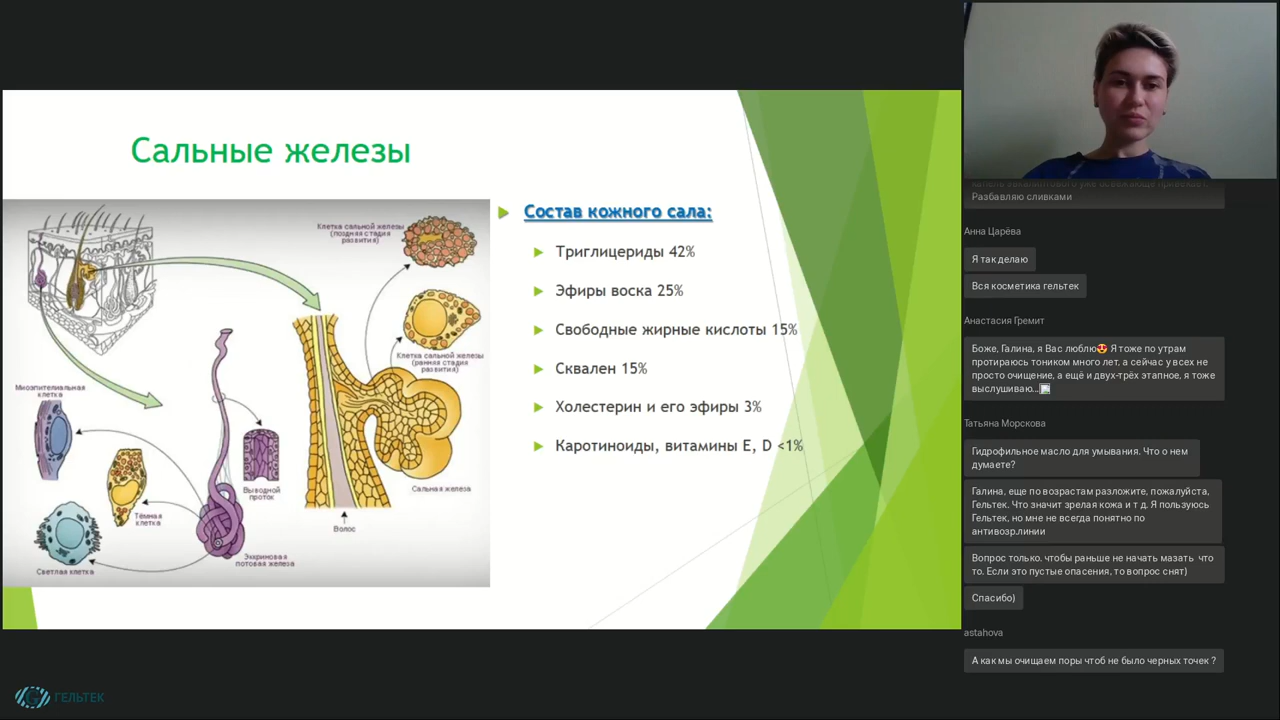 Сальные железы
Состав кожного сала:
Триглицериды 42%
Эфиры воска 25%
Свободные жирные кислоты 15%
Сквален 15%
Холестерин и его эфиры 3%
Каротиноиды, витамины Е, D <1%
Клетка сальной железы
(поздняя стадия
развития)
Клетка сальной железы
(ранняя стадия
развития)
Миоэпителиальная
клетка
Выводной
проток
Тёмная
клетка
Светлая клетка
Эккриновая
потовая железа
Волос
Сальная железа
ГЕЛЬТЕК
Разбавляю сливками
Анна Царёва
Я так делаю
Вся косметика гельтек
Анастасия Гремит
Боже, Галина, я Вас люблю😍 Я тоже по утрам
протираюсь тоником много лет, а сейчас у всех не
просто очищение, а ещё и двух-трёх этапное, я тоже
выслушиваю...
Татьяна Морскова
Гидрофильное масло для умывания. Что о нем
думаете?
Галина, еще по возрастам разложите, пожалуйста,
Гельтек. Что значит зрелая кожа и т д. Я пользуюсь
Гельтек, но мне не всегда понятно по
антивозр.линии
Вопрос только. чтобы раньше не начать мазать что
то. Если это пустые опасения, то вопрос снят)
Спасибо)
astahova
А как мы очищаем поры чтоб не было черных точек ?